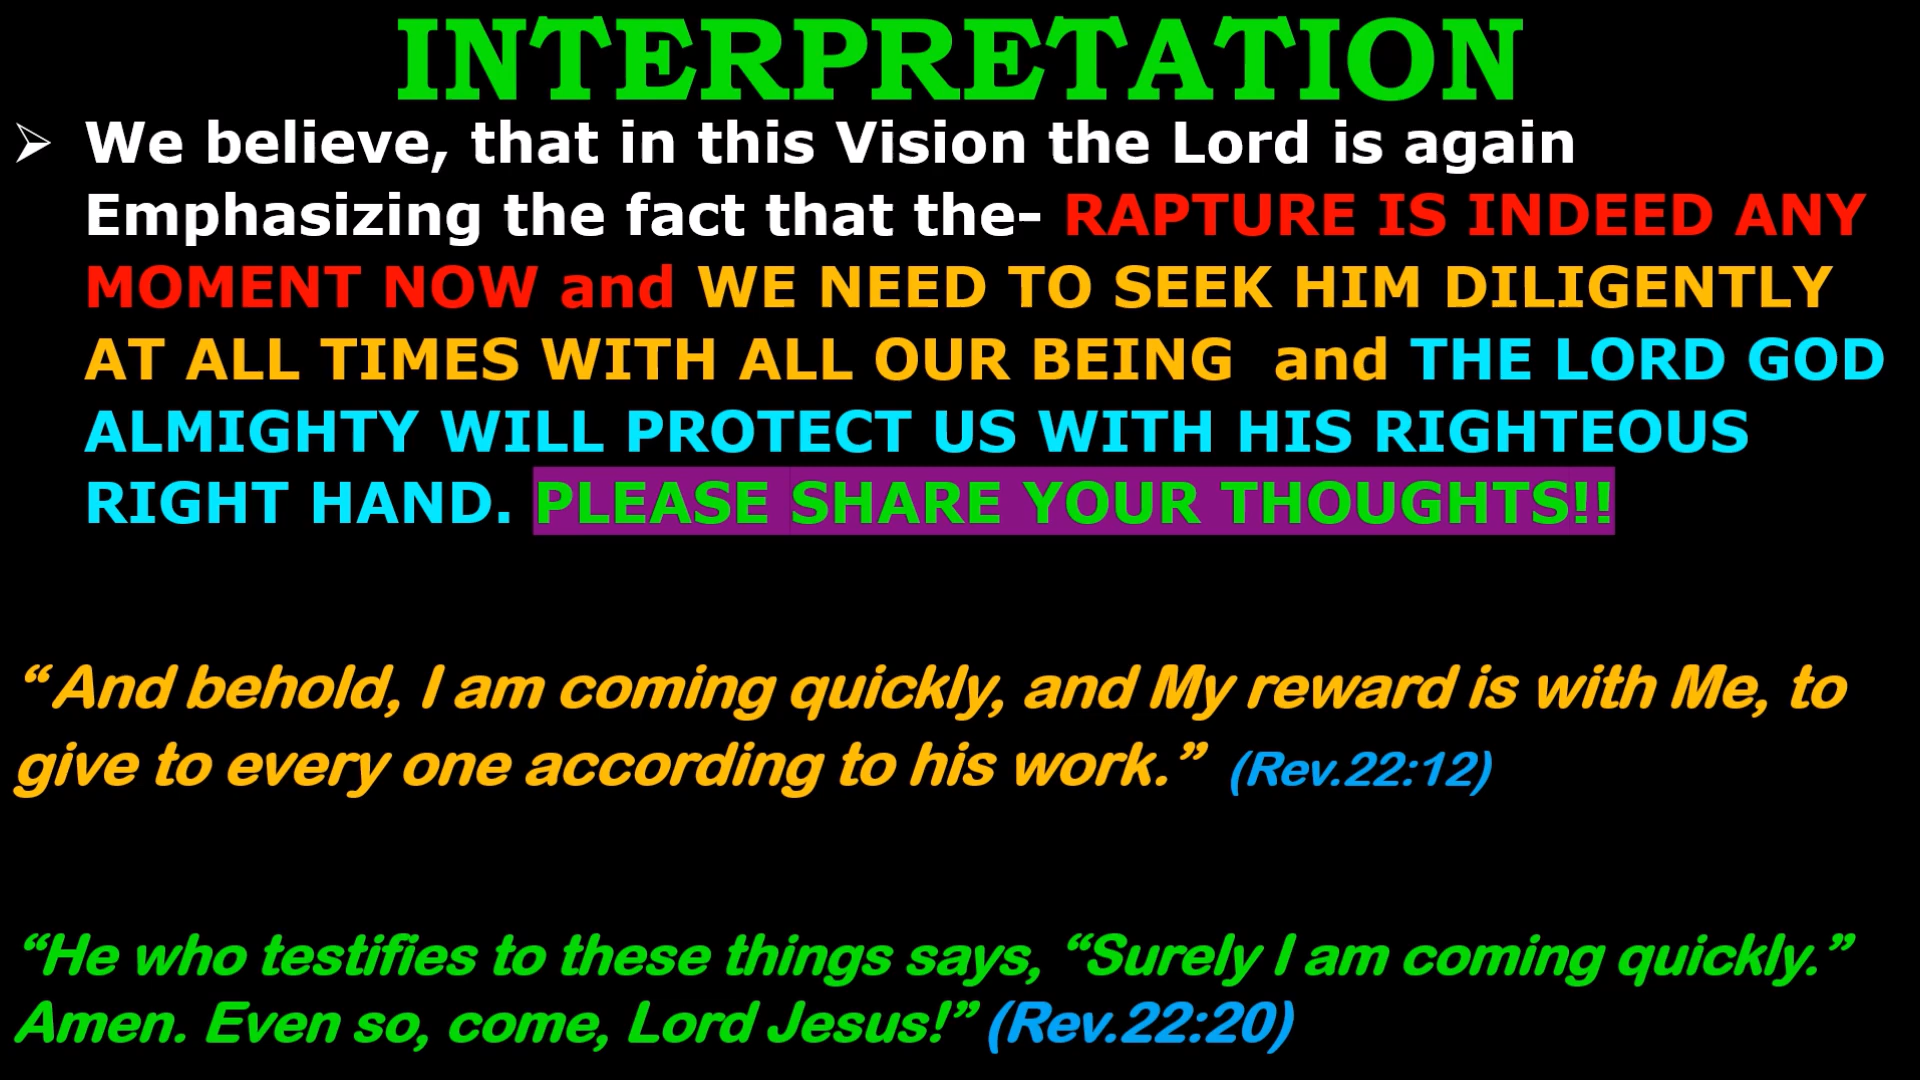 INTERPRETATION
➢ We believe, that in this Vision the Lord is again
Emphasizing the fact that the- RAPTURE IS INDEED ANY
MOMENT NOW and WE NEED TO SEEK HIM DILIGENTLY
AT ALL TIMES WITH ALL OUR BEING  and THE LORD GOD
ALMIGHTY WILL PROTECT US WITH HIS RIGHTEOUS
RIGHT HAND. PLEASE SHARE YOUR THOUGHTS!!
“And behold, I am coming quickly, and My reward is with Me, to
give to every one according to his work.” (Rev.22:12)
“He who testifies to these things says, “Surely I am coming quickly.”
Amen. Even so, come, Lord Jesus!” (Rev.22:20)